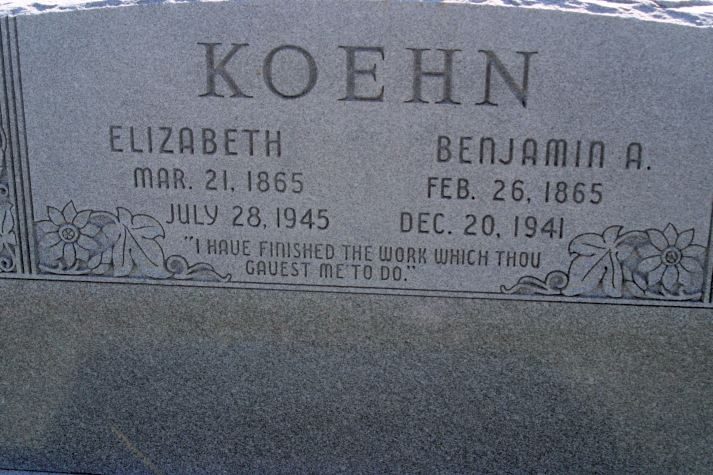 KOEHN
ELIZABETH
MAR. 21, 1865
JULY 28, 1945
BENJAMIN A.
FEB. 26, 1865
DEC. 20, 1941
"I HAVE FINISHED THE WORK WHICH THOU
GAVEST ME TO DO."